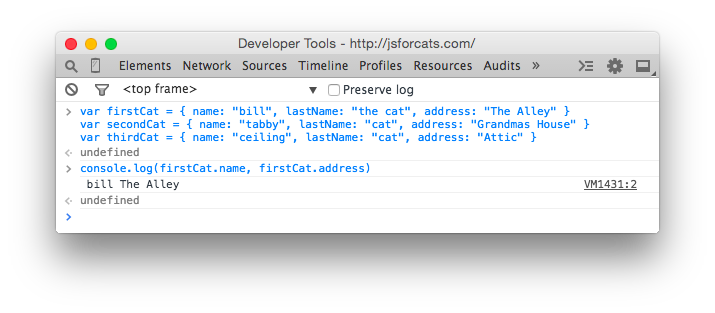 Developer Tools - http://jsforcats.com/
Elements Network Sources Timeline Profiles Resources Audits »
<top frame> ▼ Preserve log
var firstCat = { name: "bill", lastName: "the cat", address: "The Alley" }
var secondCat = { name: "tabby", lastName: "cat", address: "Grandmas House" }
var thirdCat = { name: "ceiling", lastName: "cat", address: "Attic" }
undefined
console.log(firstCat.name, firstCat.address)
bill The Alley VM1431:2
undefined